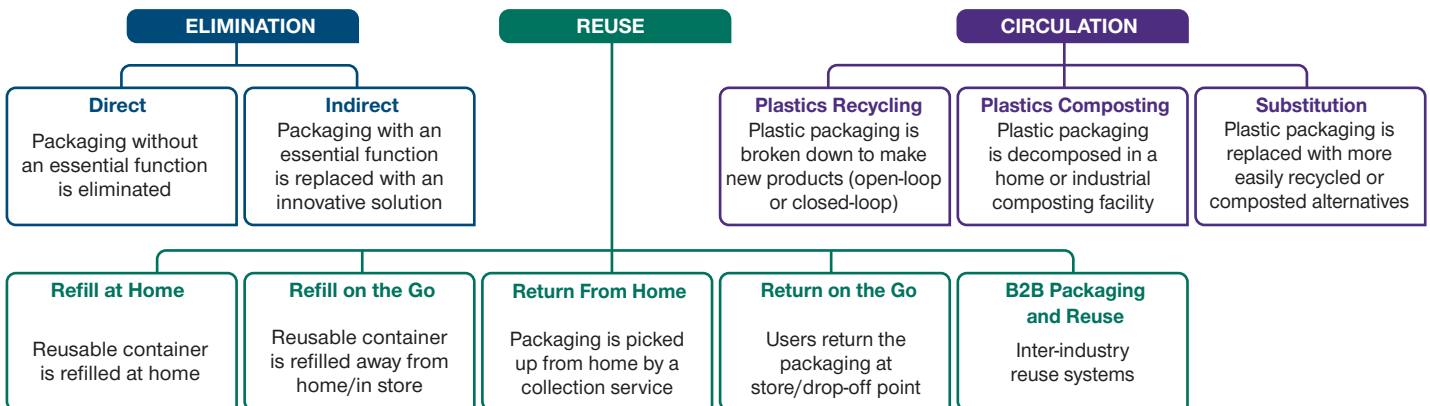 ELIMINATION
REUSE
CIRCULATION
Direct
Packaging without
an essential function
is eliminated
Indirect
Packaging with an
essential function
is replaced with an
innovative solution
Plastics Recycling
Plastic packaging is
broken down to make
new products (open-loop
or closed-loop)
Plastics Composting
Plastic packaging
is decomposed in a
home or industrial
composting facility
Substitution
Plastic packaging is
replaced with more
easily recycled or
composted alternatives
Refill at Home
Reusable container
is refilled at home
Refill on the Go
Reusable container
is refilled away from
home/in store
Return From Home
Packaging is picked
up from home by a
collection service
Return on the Go
Users return the
packaging at
store/drop-off point
B2B Packaging
and Reuse
Inter-industry
reuse systems